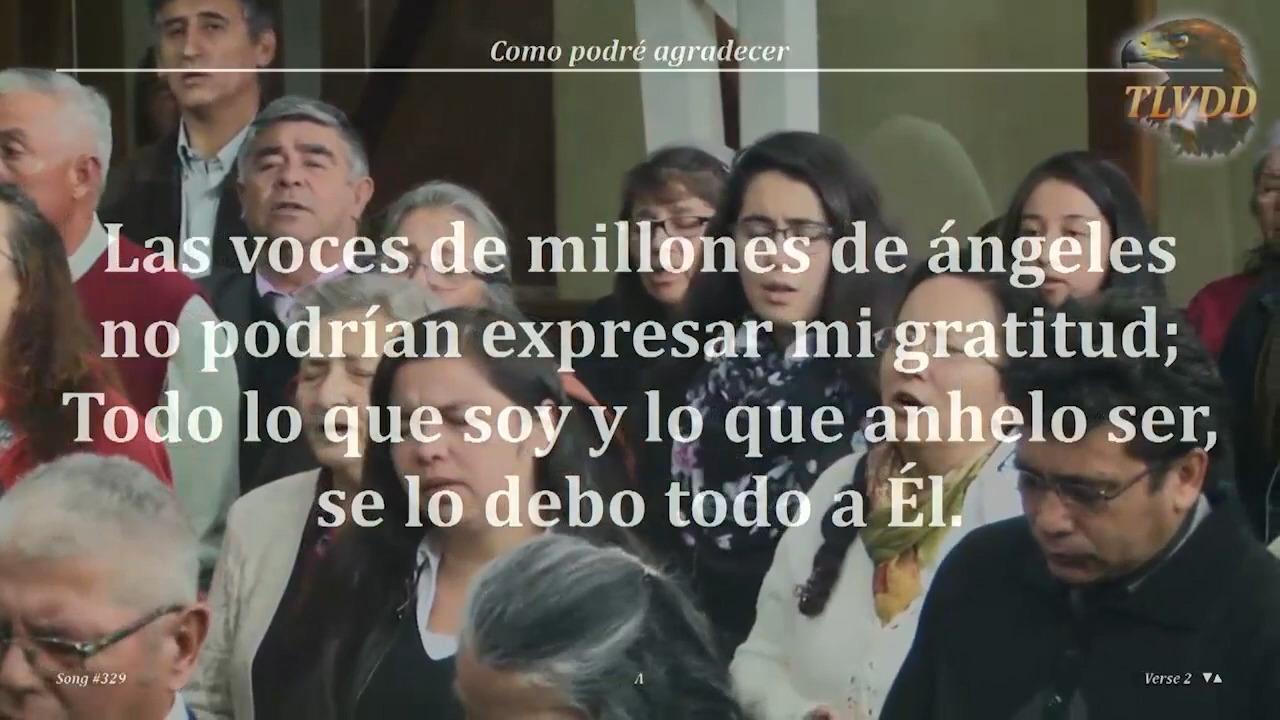 Como podré agradecer
TLVDD
Las voces de millones de ángeles
no podrían expresar mi gratitud;
Todo lo que soy y lo que anhelo ser,
se lo debo todo a Él.
Song #329
Verse 2 ▼▲